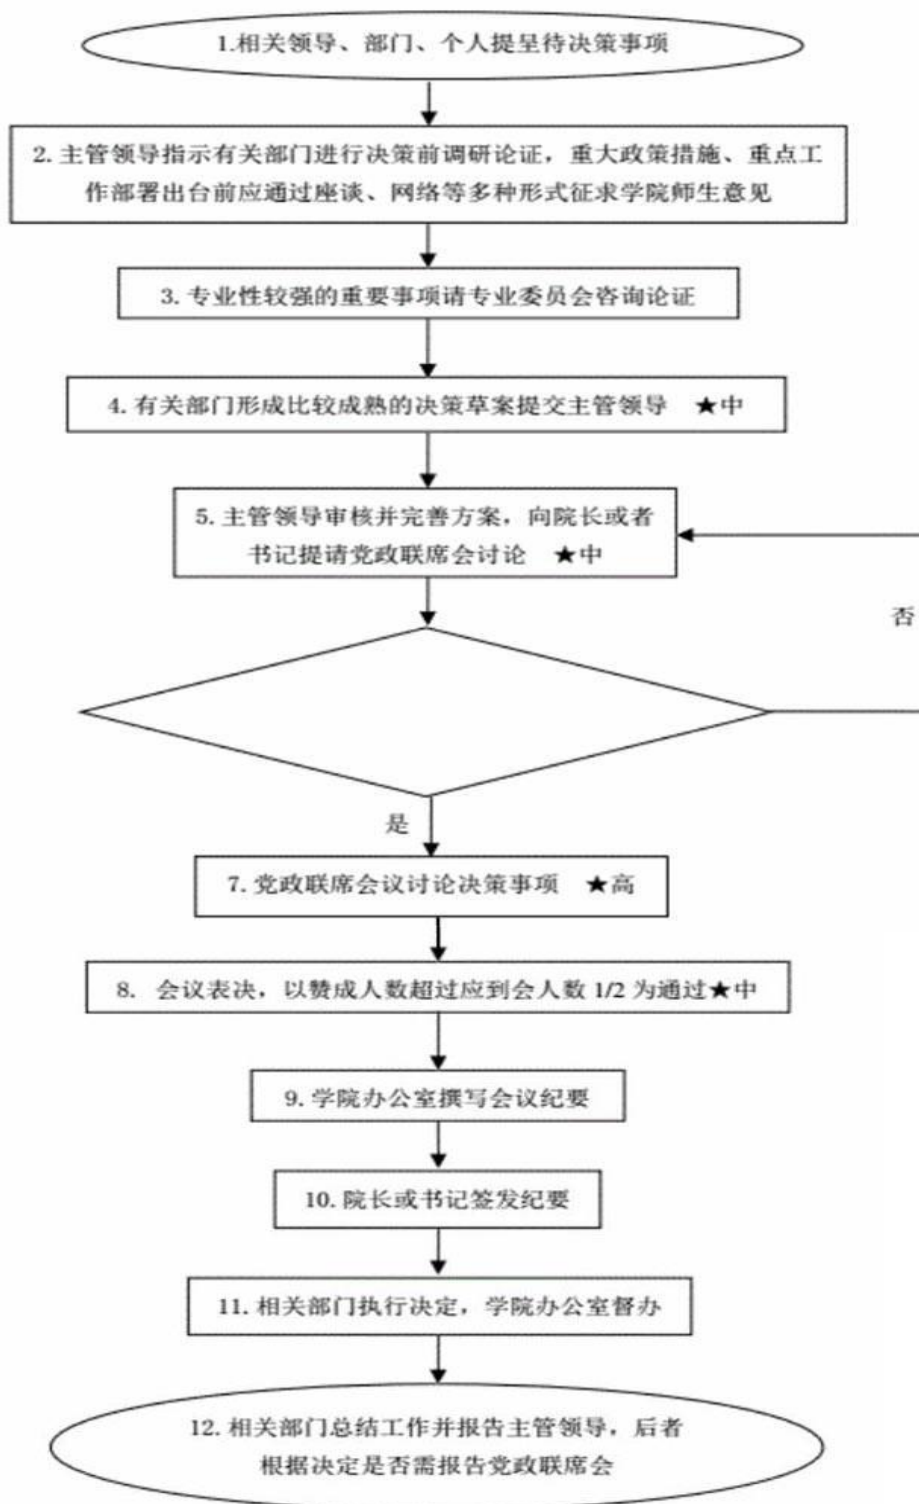 1.相关领导、部门、个人提呈待决策事项
2. 主管领导指示有关部门进行决策前调研论证，重大政策措施、重点工
作部署出台前应通过座谈、网络等多种形式征求学院师生意见
3. 专业性较强的重要事项请专业委员会咨询论证
4. 有关部门形成比较成熟的决策草案提交主管领导 ★中
5. 主管领导审核并完善方案，向院长或者
书记提请党政联席会讨论 ★中
否
是
7. 党政联席会议讨论决策事项 ★高
8. 会议表决，以赞成人数超过应到会人数 1/2 为通过★中
9. 学院办公室撰写会议纪要
10. 院长或书记签发纪要
11. 相关部门执行决定，学院办公室督办
12. 相关部门总结工作并报告主管领导，后者
根据决定是否需报告党政联席会